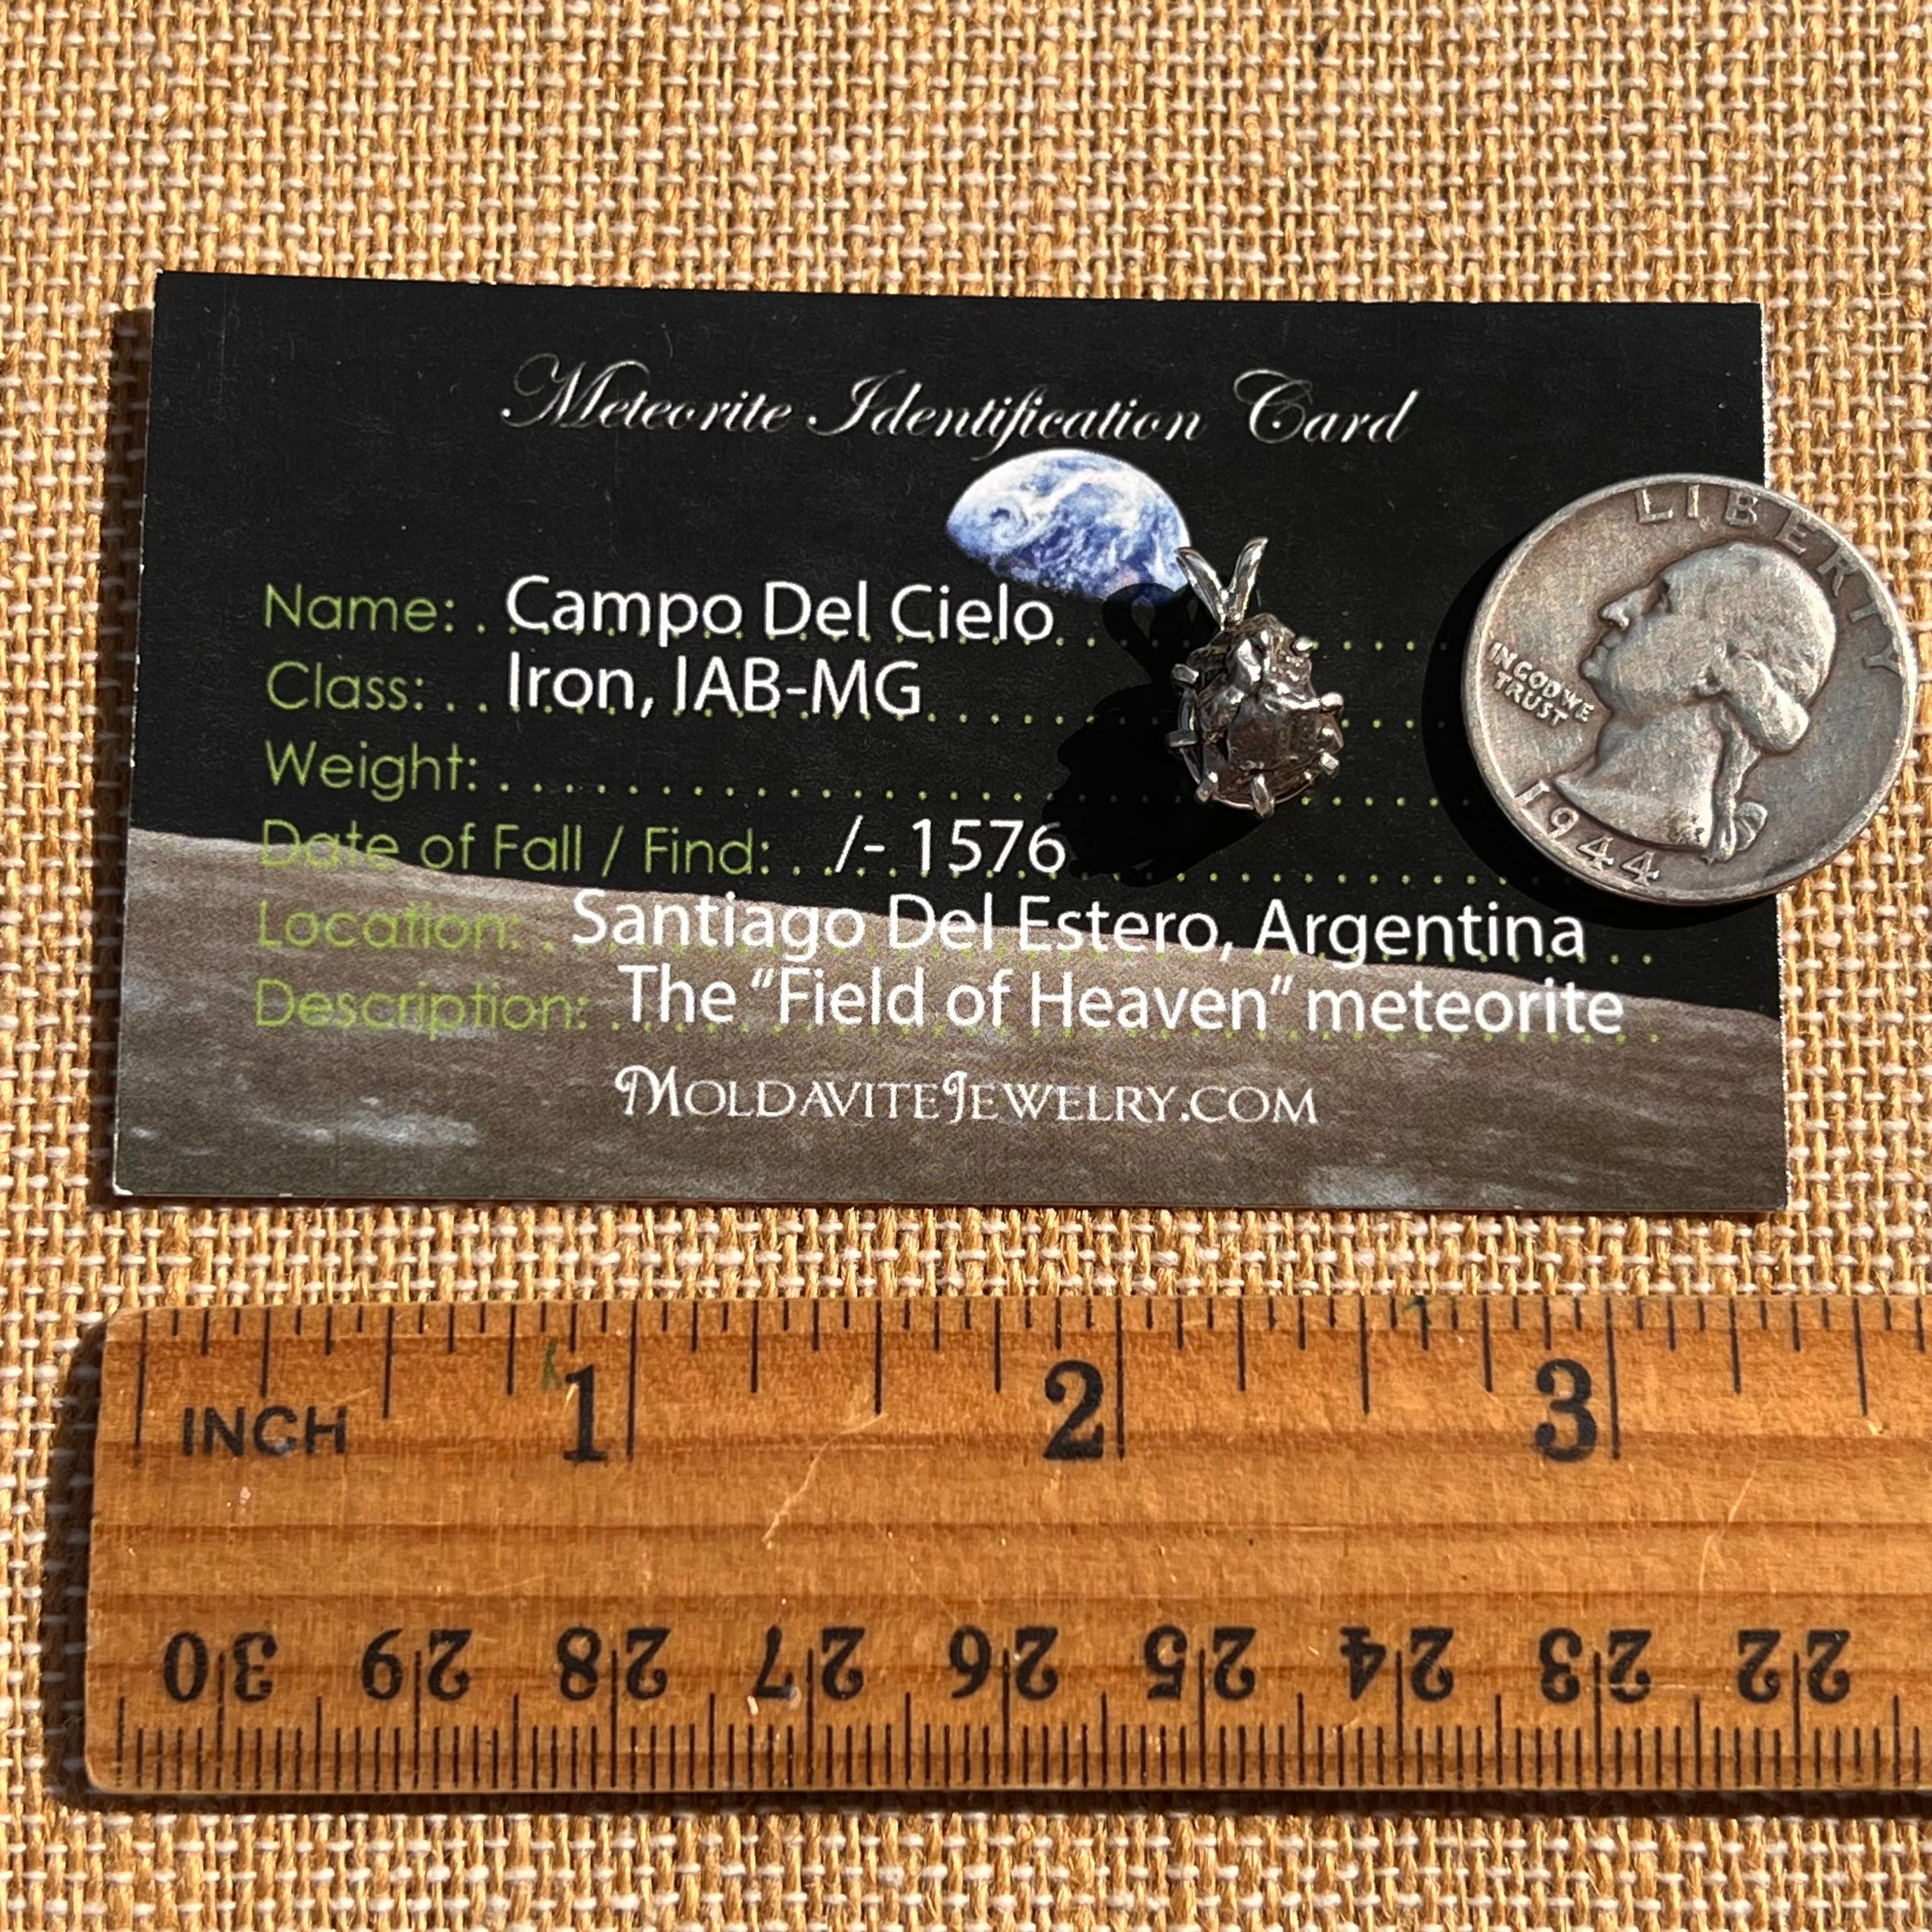 Meteorite Identification Card
Name: . Campo Del Cielo
Class: . . Iron, IAB-MG
Weight:
Date of Fall / Find: . . /- 1576
Location: . Santiago Del Estero, Argentina . .
Description: . The “Field of Heaven” meteorite .
MOLDAVITEJEWELRY.COM
LIBERTY
IN GOD WE
TRUST
1944
1 2 3
INCH
30 29 28 27 26 25 24 23 22